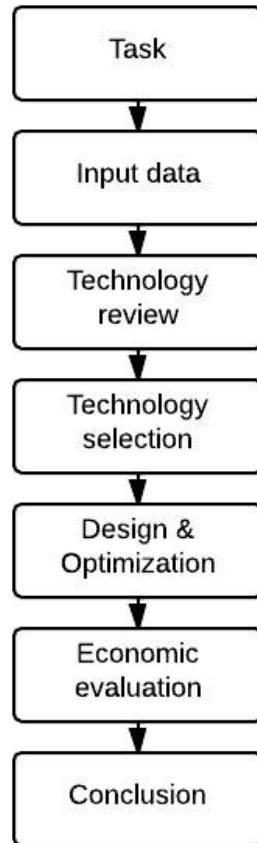 Task
Input data
Technology
review
Technology
selection
Design &
Optimization
Economic
evaluation
Conclusion